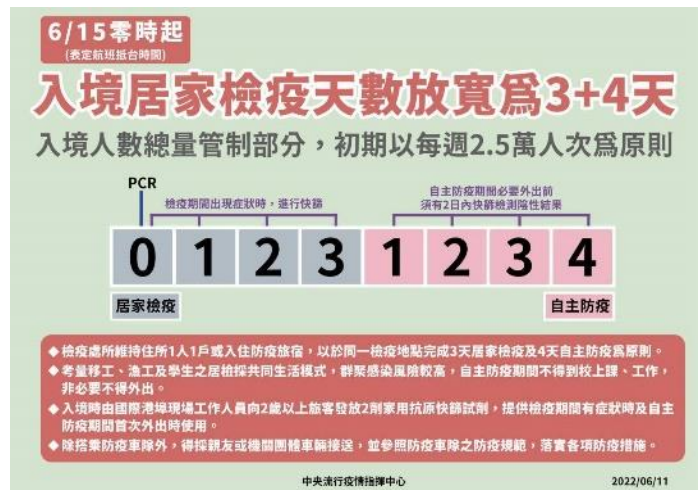 6/15零時起
(表定航班抵台時間)
入境居家檢疫天數放寬爲3+4天
入境人數總量管制部分，初期以每週2.5萬人次爲原則
PCR
檢疫期間出現症狀時，進行快篩
自主防疫期間必要外出前
須有2日內快篩檢測陰性結果
0 1 2 3 1 2 3 4
居家檢疫
自主防疫
◆檢疫處所維持住所1人1戶或入住防疫旅宿，以於同一檢疫地點完成3天居家檢疫及4天自主防疫爲原則。
◆考量移工、漁工及學生之居檢採共同生活模式，群聚感染風險較高，自主防疫期間不得到校上課、工作，
非必要不得外出。
◆入境時由國際港埠現場工作人員向2歲以上旅客發放2劑家用抗原快篩試劑，提供檢疫期間有症狀時及自主
防疫期間首次外出時使用。
◆除搭乘防疫車隊外，得採親友或機關團體車輛接送，並參照防疫車隊之防疫規範，落實各項防疫措施。
中央流行疫情指揮中心
2022/06/11